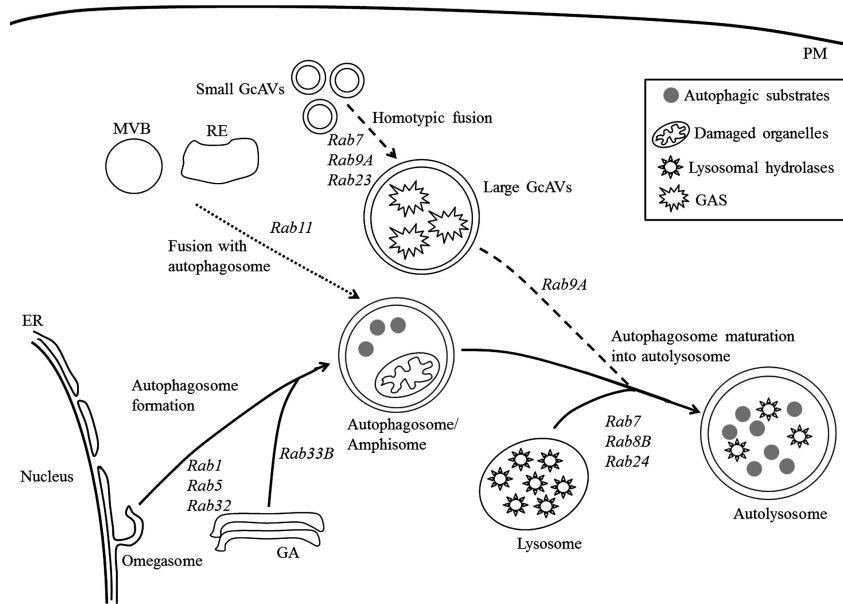 PM
Small GcAVs
Homotypic fusion
Rab7
Rab9A
Rab23
MVB
RE
Large GcAVs
Autophagic substrates
Damaged organelles
Lysosomal hydrolases
GAS
Rab11
Fusion with
autophagosome
Rab9A
ER
Autophagosome maturation
into autolysosome
Autophagosome
formation
Autophagosome/
Amphisome
Rab7
Rab8B
Rab24
Rab33B
Rab1
Rab5
Rab32
Nucleus
Omegasome
GA
Lysosome
Autolysosome